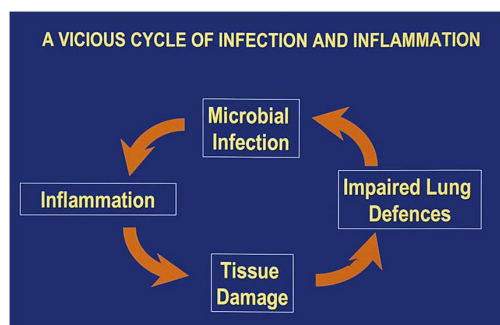 A VICIOUS CYCLE OF INFECTION AND INFLAMMATION
Microbial
Infection
Inflammation
Impaired Lung
Defences
Tissue
Damage